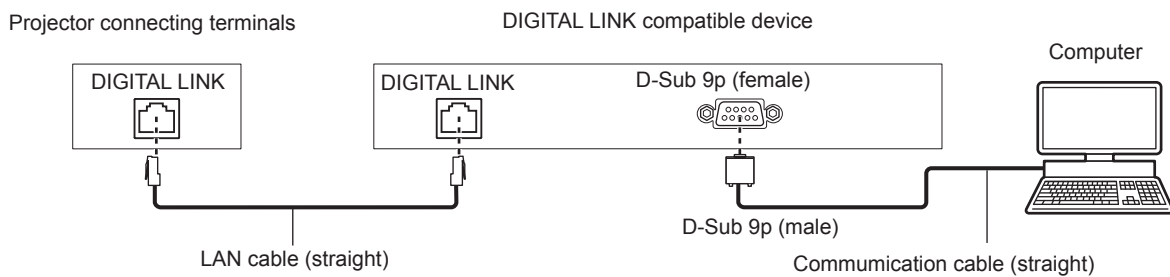 Projector connecting terminals
DIGITAL LINK compatible device
Computer
DIGITAL LINK
DIGITAL LINK
D-Sub 9p (female)
D-Sub 9p (male)
LAN cable (straight)
Commumication cable (straight)